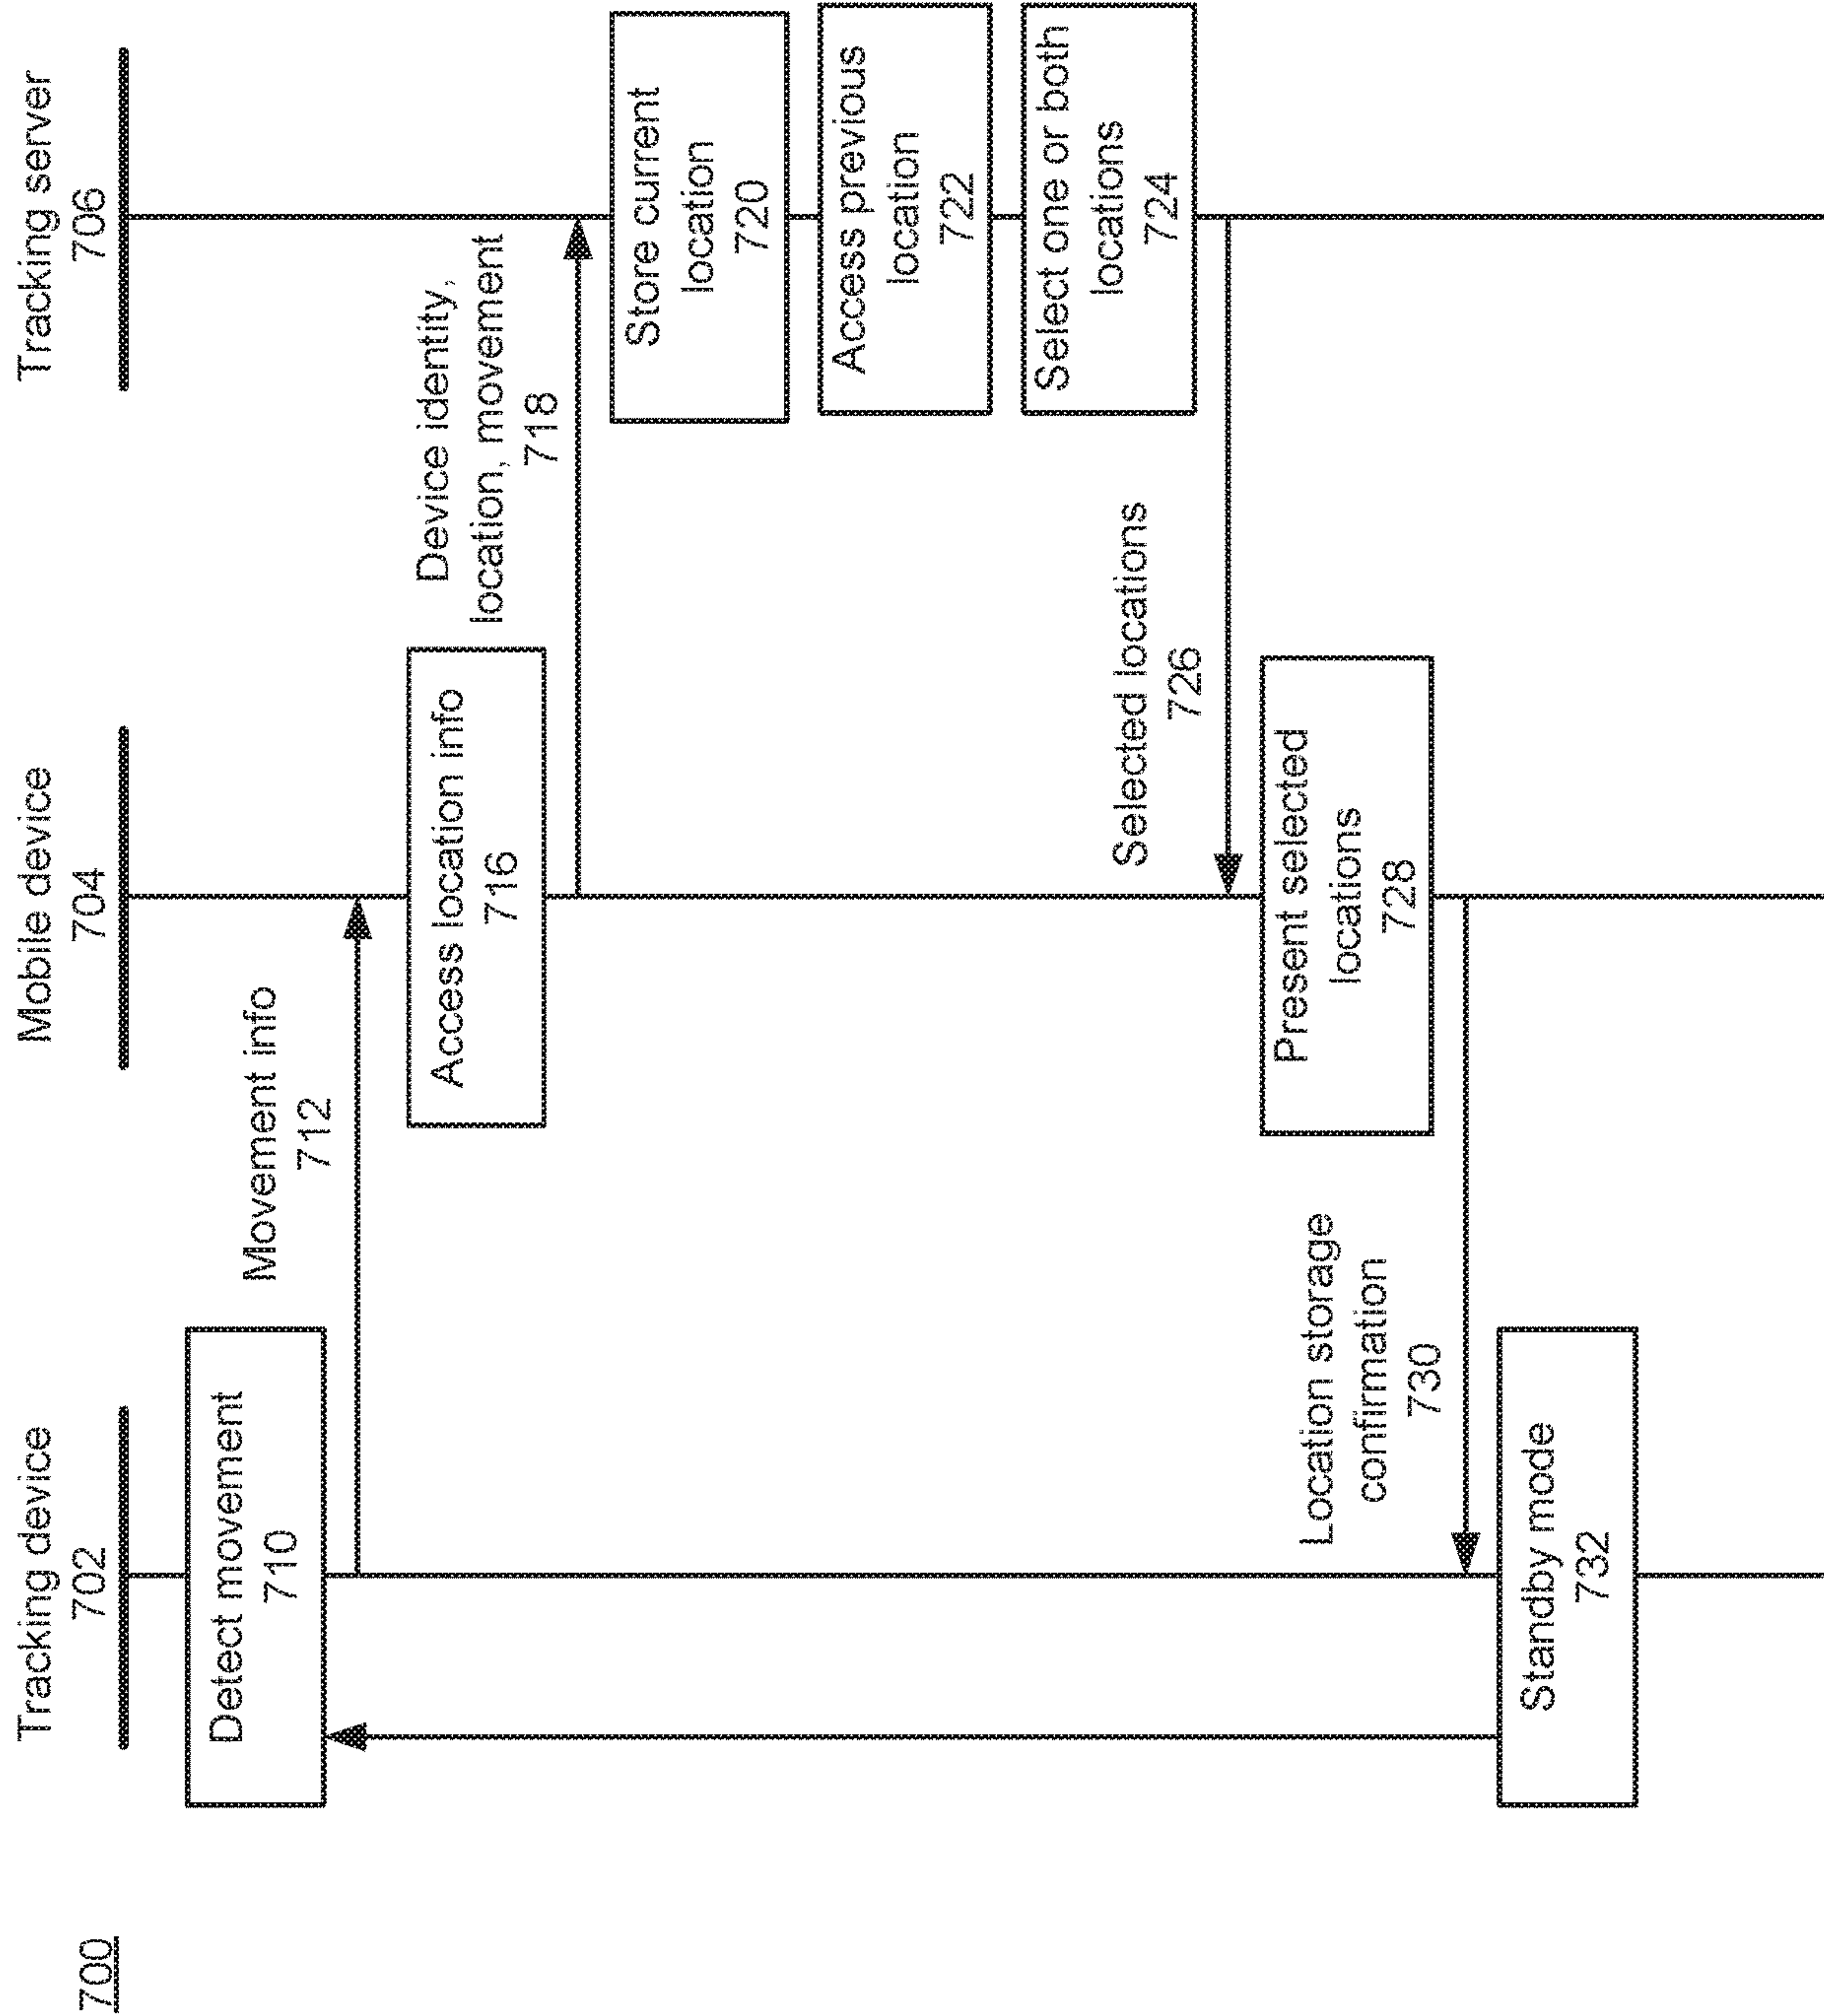 700
Tracking device
702
Mobile device
704
Tracking server
706
Detect movement
710
Movement info
712
Access location info
716
Device identity,
location, movement
718
Store current
location
720
Access previous
location
722
Select one or both
locations
724
Selected locations
726
Present selected
locations
728
Location storage
confirmation
730
Standby mode
732